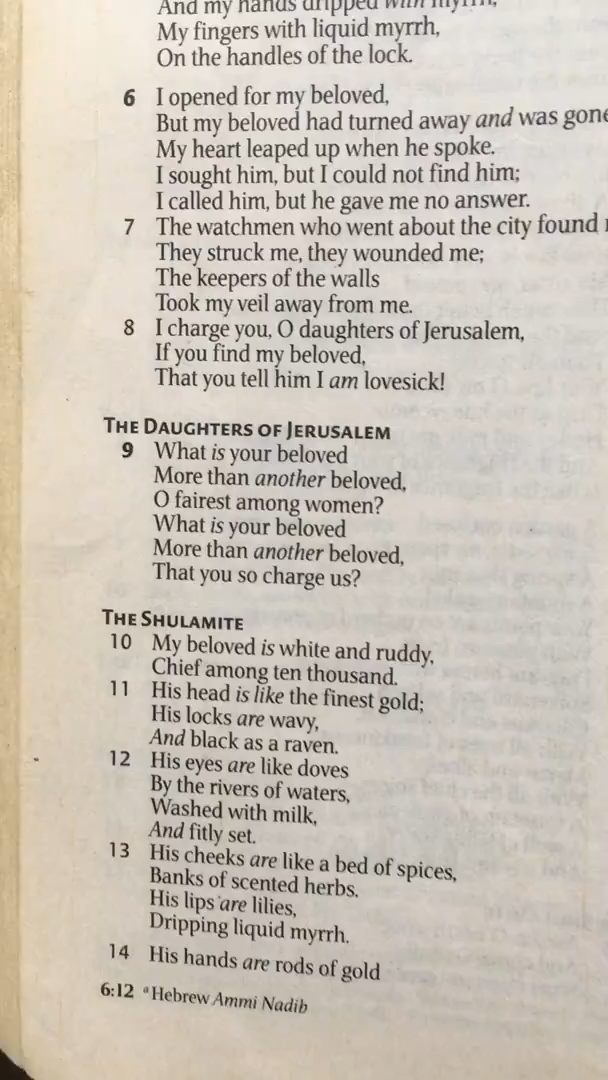 And my hands dripped with myrrh,
My fingers with liquid myrrh,
On the handles of the lock.
6 I opened for my beloved,
But my beloved had turned away and was gone
My heart leaped up when he spoke.
I sought him, but I could not find him;
I called him, but he gave me no answer.
7 The watchmen who went about the city found
They struck me, they wounded me;
The keepers of the walls
Took my veil away from me.
8 I charge you, O daughters of Jerusalem,
If you find my beloved,
That you tell him I am lovesick!
THE DAUGHTERS OF JERUSALEM
9 What is your beloved
More than another beloved,
O fairest among women?
What is your beloved
More than another beloved,
That you so charge us?
THE SHULAMITE
10 My beloved is white and ruddy,
Chief among ten thousand.
11 His head is like the finest gold;
His locks are wavy,
And black as a raven.
12 His eyes are like doves
By the rivers of waters,
Washed with milk,
And fitly set.
13 His cheeks are like a bed of spices,
Banks of scented herbs.
His lips are lilies,
Dripping liquid myrrh.
14 His hands are rods of gold
6:12 a Hebrew Ammi Nadib